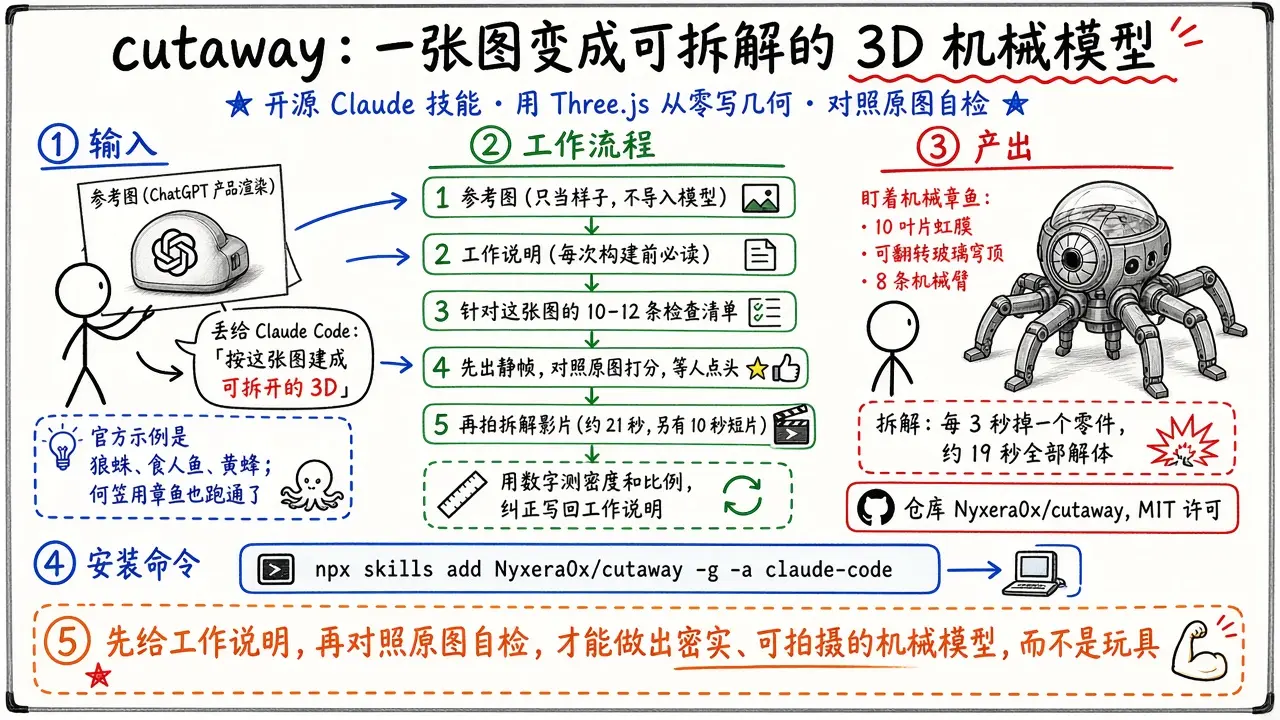 cutaway：一张图变成可拆解的 3D 机械模型
开源 Claude 技能 · 用 Three.js 从零写几何 · 对照原图自检
① 输入
参考图 (ChatGPT 产品渲染)
丢给 Claude Code：
「按这张图建成
可拆开的 3D」
官方示例是
狼蛛、食人鱼、黄蜂；
何笠用章鱼也跑通了
② 工作流程
1 参考图 (只当样子, 不导入模型)
2 工作说明 (每次构建前必读)
3 针对这张图的 10-12 条检查清单
4 先出静帧, 对照原图打分, 等人点头
5 再拍拆解影片 (约 21 秒, 另有 10 秒短片)
用数字测密度和比例,
纠正写回工作说明
③ 产出
盯着机械章鱼：
· 10 叶片虹膜
· 可翻转玻璃穹顶
· 8 条机械臂
拆解：每 3 秒掉一个零件,
约 19 秒全部解体
仓库 Nyxera0x/cutaway, MIT 许可
④ 安装命令
npx skills add Nyxera0x/cutaway -g -a claude-code
⑤ 先给工作说明, 再对照原图自检, 才能做出密实、可拍摄的机械模型, 而不是玩具